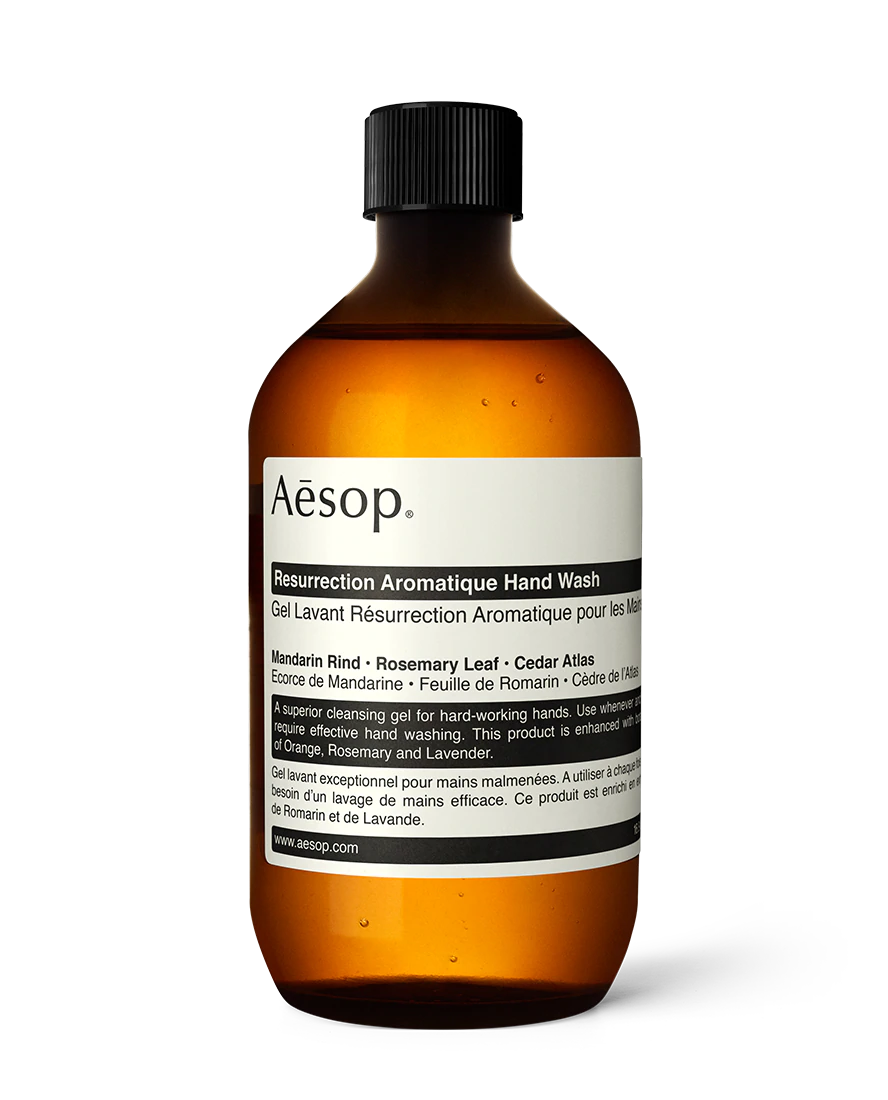 Aēsop®
Resurrection Aromatique Hand Wash
Gel Lavant Résurrection Aromatique pour les Mains
Mandarin Rind • Rosemary Leaf • Cedar Atlas
Ecorce de Mandarine • Feuille de Romarin • Cèdre de l'Atlas
A superior cleansing gel for hard-working hands. Use whenever
require effective hand washing. This product is enhanced with
of Orange, Rosemary and Lavender.
Gel lavant exceptionnel pour mains malmenées. A utiliser à chaque
besoin d'un lavage de mains efficace. Ce produit est enrichi en
de Romarin et de Lavande.
www.aesop.com